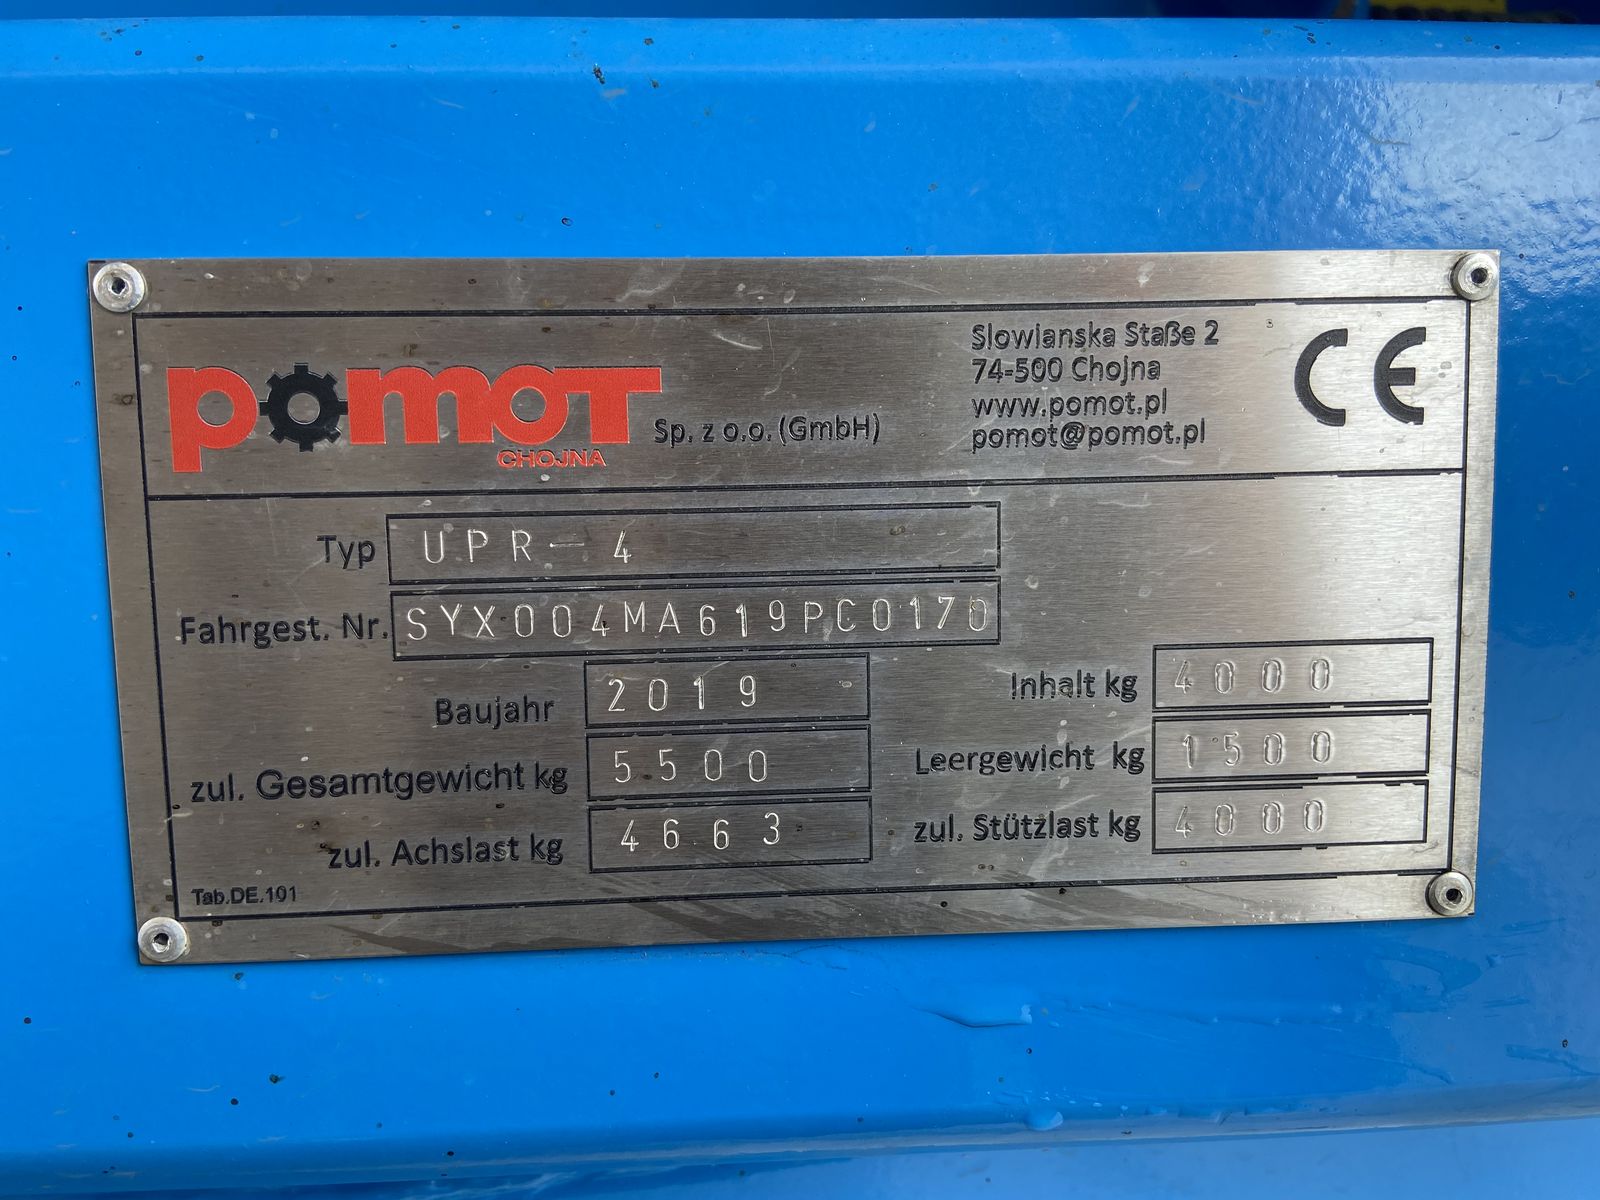 pomot
CHOJNA
Sp. z o.o. (GmbH)
Slowianska Staße 2
74-500 Chojna
www.pomot.pl
pomot@pomot.pl
CE
Typ UPR-4
Fahrgest. Nr. SYX004MA619PC0170
Baujahr 2019
Inhalt kg 4000
zul. Gesamtgewicht kg 5500
Leergewicht kg 1500
zul. Achslast kg 4663
zul. Stützlast kg 4000
Tab.DE.101